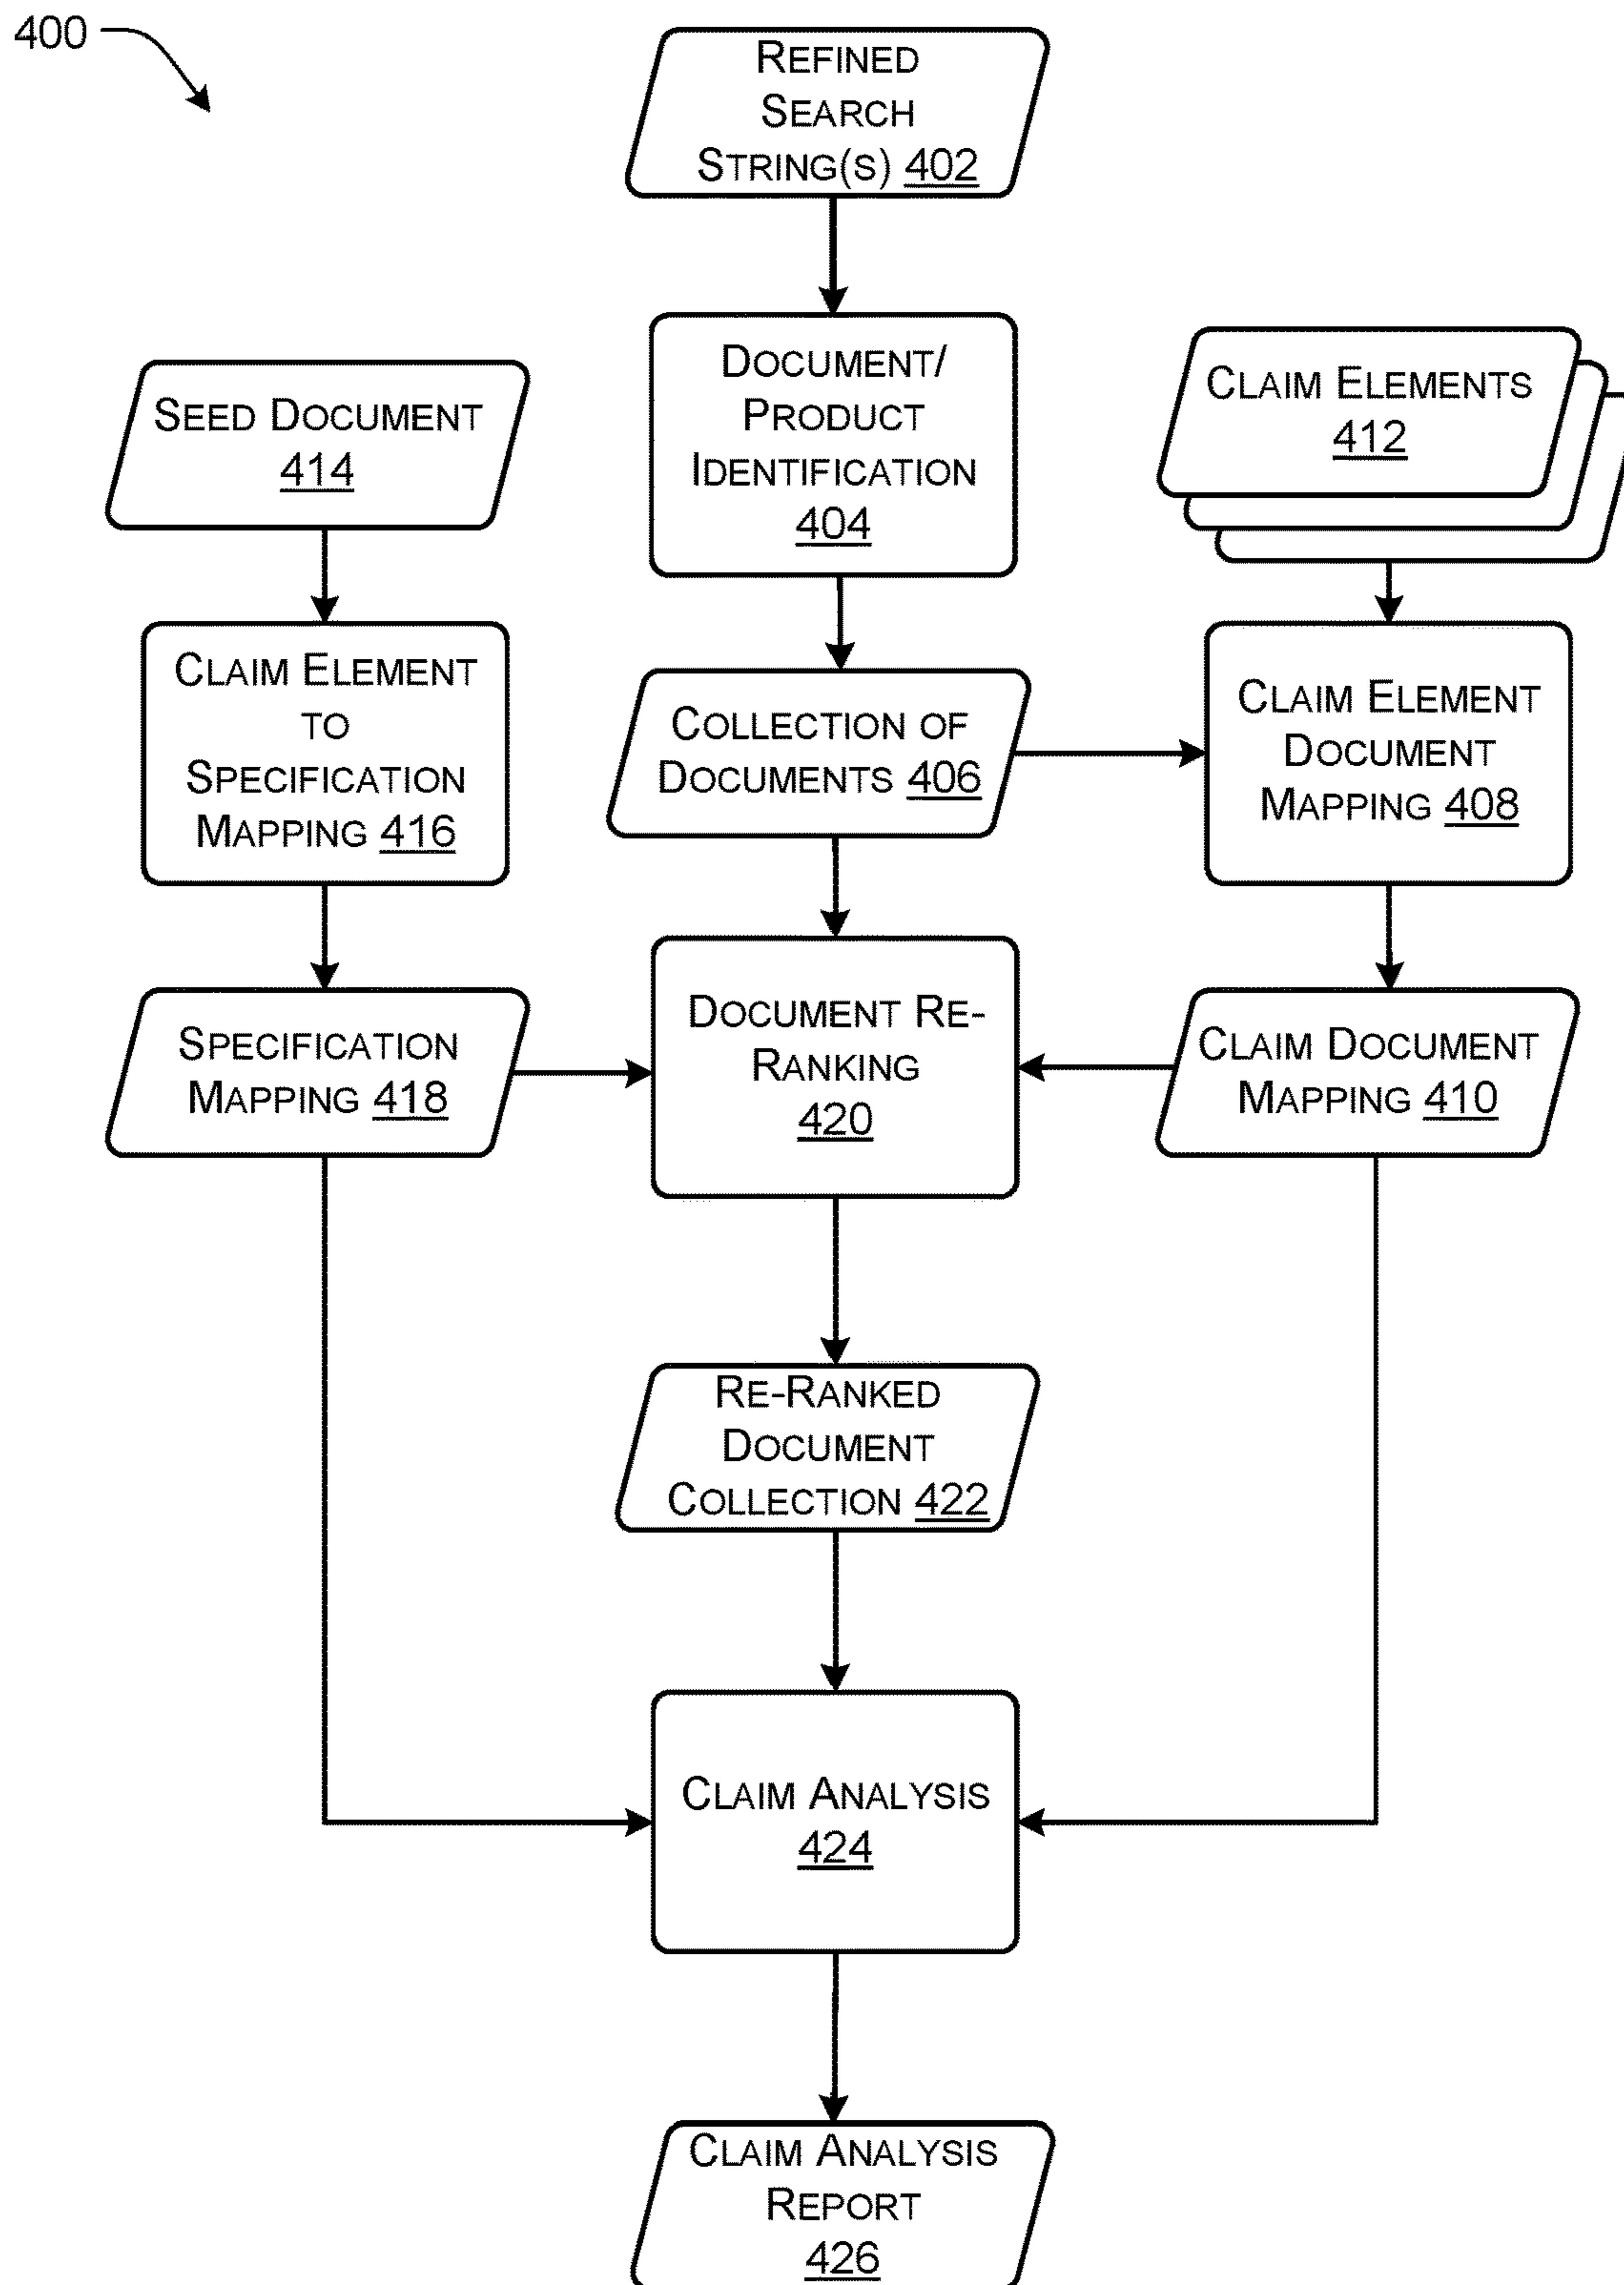 400
REFINED
SEARCH
STRING(S) 402
DOCUMENT/
PRODUCT
IDENTIFICATION
404
CLAIM ELEMENTS
412
SEED DOCUMENT
414
CLAIM ELEMENT
TO
SPECIFICATION
MAPPING 416
COLLECTION OF
DOCUMENTS 406
CLAIM ELEMENT
DOCUMENT
MAPPING 408
SPECIFICATION
MAPPING 418
DOCUMENT RE-
RANKING
420
CLAIM DOCUMENT
MAPPING 410
RE-RANKED
DOCUMENT
COLLECTION 422
CLAIM ANALYSIS
424
CLAIM ANALYSIS
REPORT
426